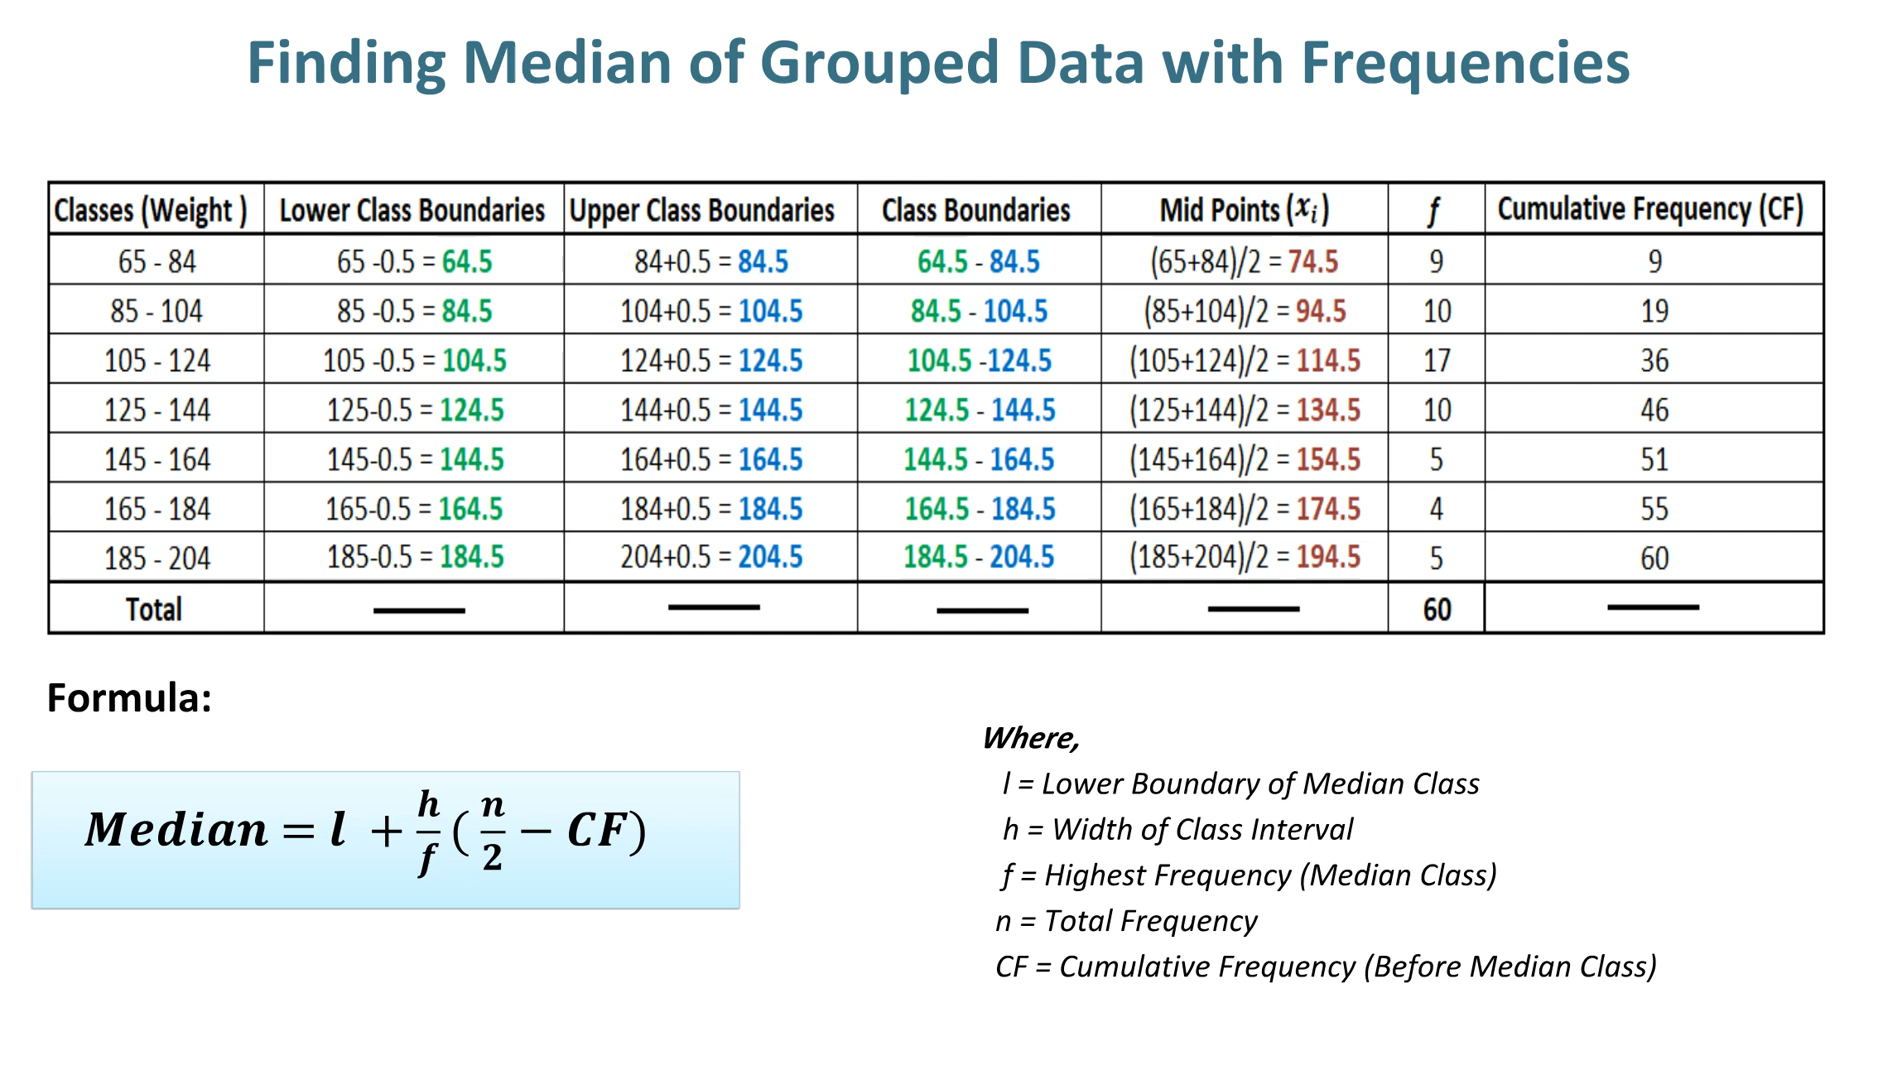 Finding Median of Grouped Data with Frequencies
Classes (Weight ) Lower Class Boundaries Upper Class Boundaries Class Boundaries Mid Points (xᵢ) f Cumulative Frequency (CF)
65 - 84 65 -0.5 = 64.5 84+0.5 = 84.5 64.5 - 84.5 (65+84)/2 = 74.5 9 9
85 - 104 85 -0.5 = 84.5 104+0.5 = 104.5 84.5 - 104.5 (85+104)/2 = 94.5 10 19
105 - 124 105 -0.5 = 104.5 124+0.5 = 124.5 104.5 -124.5 (105+124)/2 = 114.5 17 36
125 - 144 125-0.5 = 124.5 144+0.5 = 144.5 124.5 - 144.5 (125+144)/2 = 134.5 10 46
145 - 164 145-0.5 = 144.5 164+0.5 = 164.5 144.5 - 164.5 (145+164)/2 = 154.5 5 51
165 - 184 165-0.5 = 164.5 184+0.5 = 184.5 164.5 - 184.5 (165+184)/2 = 174.5 4 55
185 - 204 185-0.5 = 184.5 204+0.5 = 204.5 184.5 - 204.5 (185+204)/2 = 194.5 5 60
Total — — — — 60 —
Formula:
Median = l + h/f ( n/2 − CF)
Where,
l = Lower Boundary of Median Class
h = Width of Class Interval
f = Highest Frequency (Median Class)
n = Total Frequency
CF = Cumulative Frequency (Before Median Class)